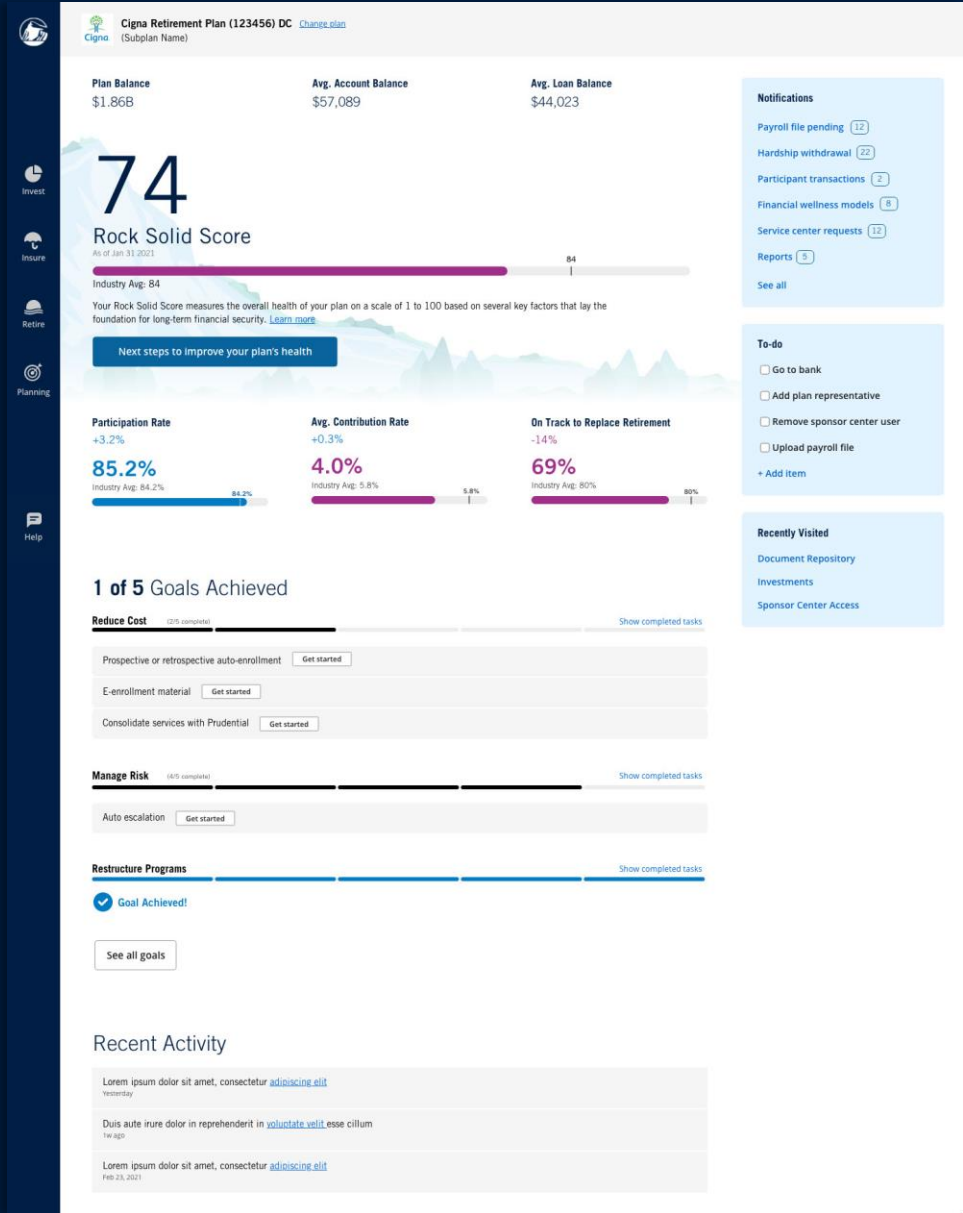 Cigna
Cigna Retirement Plan (123456) DC Change plan
(Subplan Name)
Invest
Insure
Retire
Planning
Help
Plan Balance
$1.86B
Avg. Account Balance
$57,089
Avg. Loan Balance
$44,023
74
Rock Solid Score
As of Jan 31 2021
84
Industry Avg: 84
Your Rock Solid Score measures the overall health of your plan on a scale of 1 to 100 based on several key factors that lay the
foundation for long-term financial security. Learn more
Next steps to improve your plan's health
Participation Rate
+3.2%
85.2%
Industry Avg: 84.2%
84.2%
Avg. Contribution Rate
+0.3%
4.0%
Industry Avg: 5.8%
5.8%
On Track to Replace Retirement
-14%
69%
Industry Avg: 80%
80%
1 of 5 Goals Achieved
Reduce Cost (2/5 complete) Show completed tasks
Prospective or retrospective auto-enrollment Get started
E-enrollment material Get started
Consolidate services with Prudential Get started
Manage Risk (4/5 complete) Show completed tasks
Auto escalation Get started
Restructure Programs Show completed tasks
Goal Achieved!
See all goals
Recent Activity
Lorem ipsum dolor sit amet, consectetur adipiscing elit
Yesterday
Duis aute irure dolor in reprehenderit in voluptate velit esse cillum
1w ago
Lorem ipsum dolor sit amet, consectetur adipiscing elit
Feb 23, 2021
Notifications
Payroll file pending 12
Hardship withdrawal 22
Participant transactions 2
Financial wellness models 8
Service center requests 12
Reports 5
See all
To-do
Go to bank
Add plan representative
Remove sponsor center user
Upload payroll file
+ Add item
Recently Visited
Document Repository
Investments
Sponsor Center Access